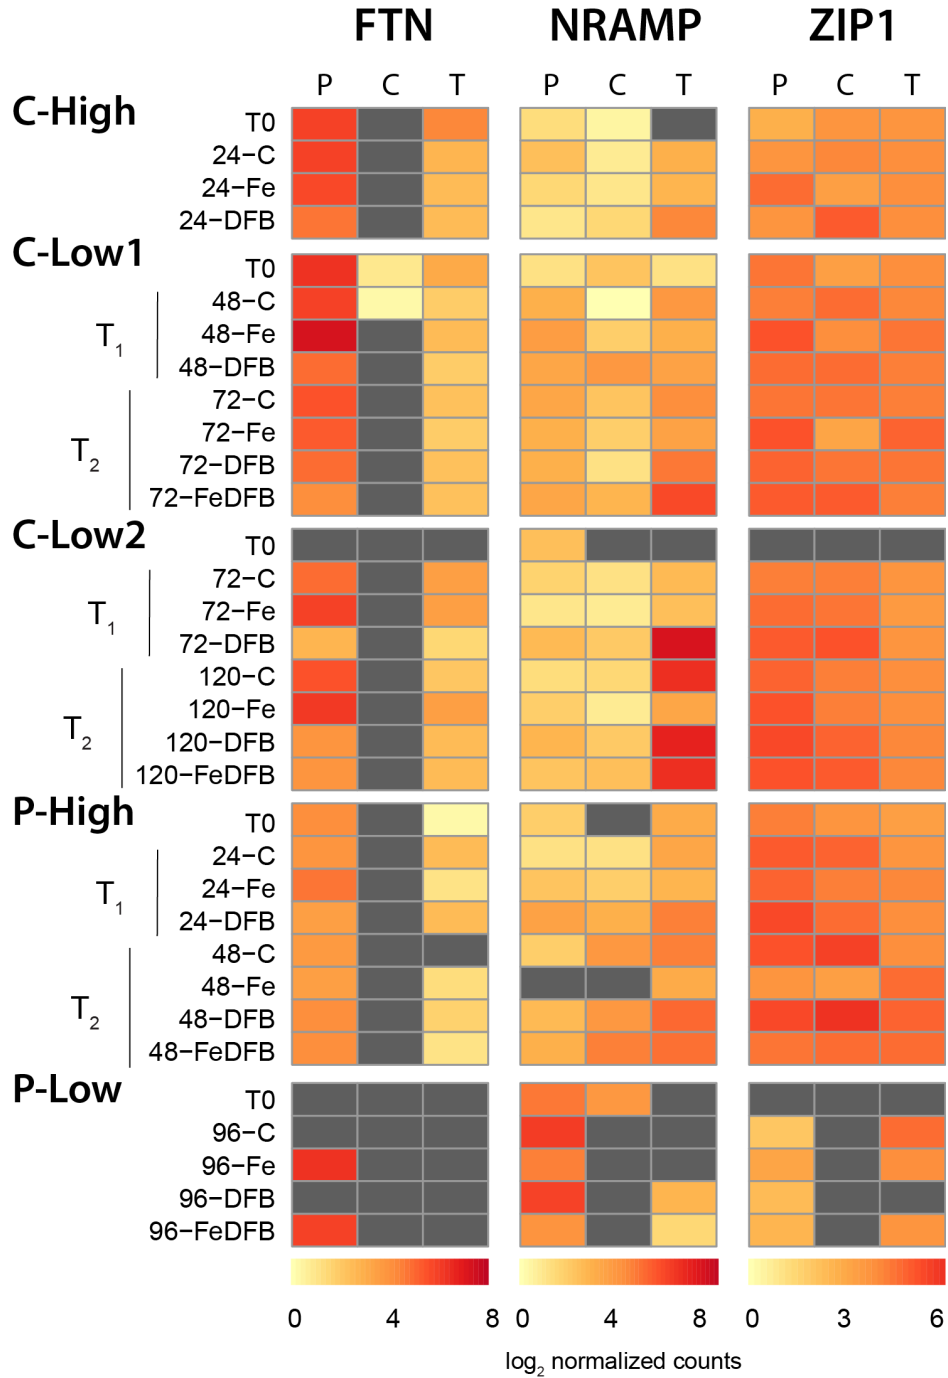 FTN NRAMP ZIP1
P C T P C T P C T
C-High
T0
24−C
24−Fe
24−DFB
C-Low1
T0
T1
48−C
48−Fe
48−DFB
T2
72−C
72−Fe
72−DFB
72−FeDFB
C-Low2
T0
T1
72−C
72−Fe
72−DFB
T2
120−C
120−Fe
120−DFB
120−FeDFB
P-High
T0
T1
24−C
24−Fe
24−DFB
T2
48−C
48−Fe
48−DFB
48−FeDFB
P-Low
T0
96−C
96−Fe
96−DFB
96−FeDFB
0 4 8 0 4 8 0 3 6
log2 normalized counts